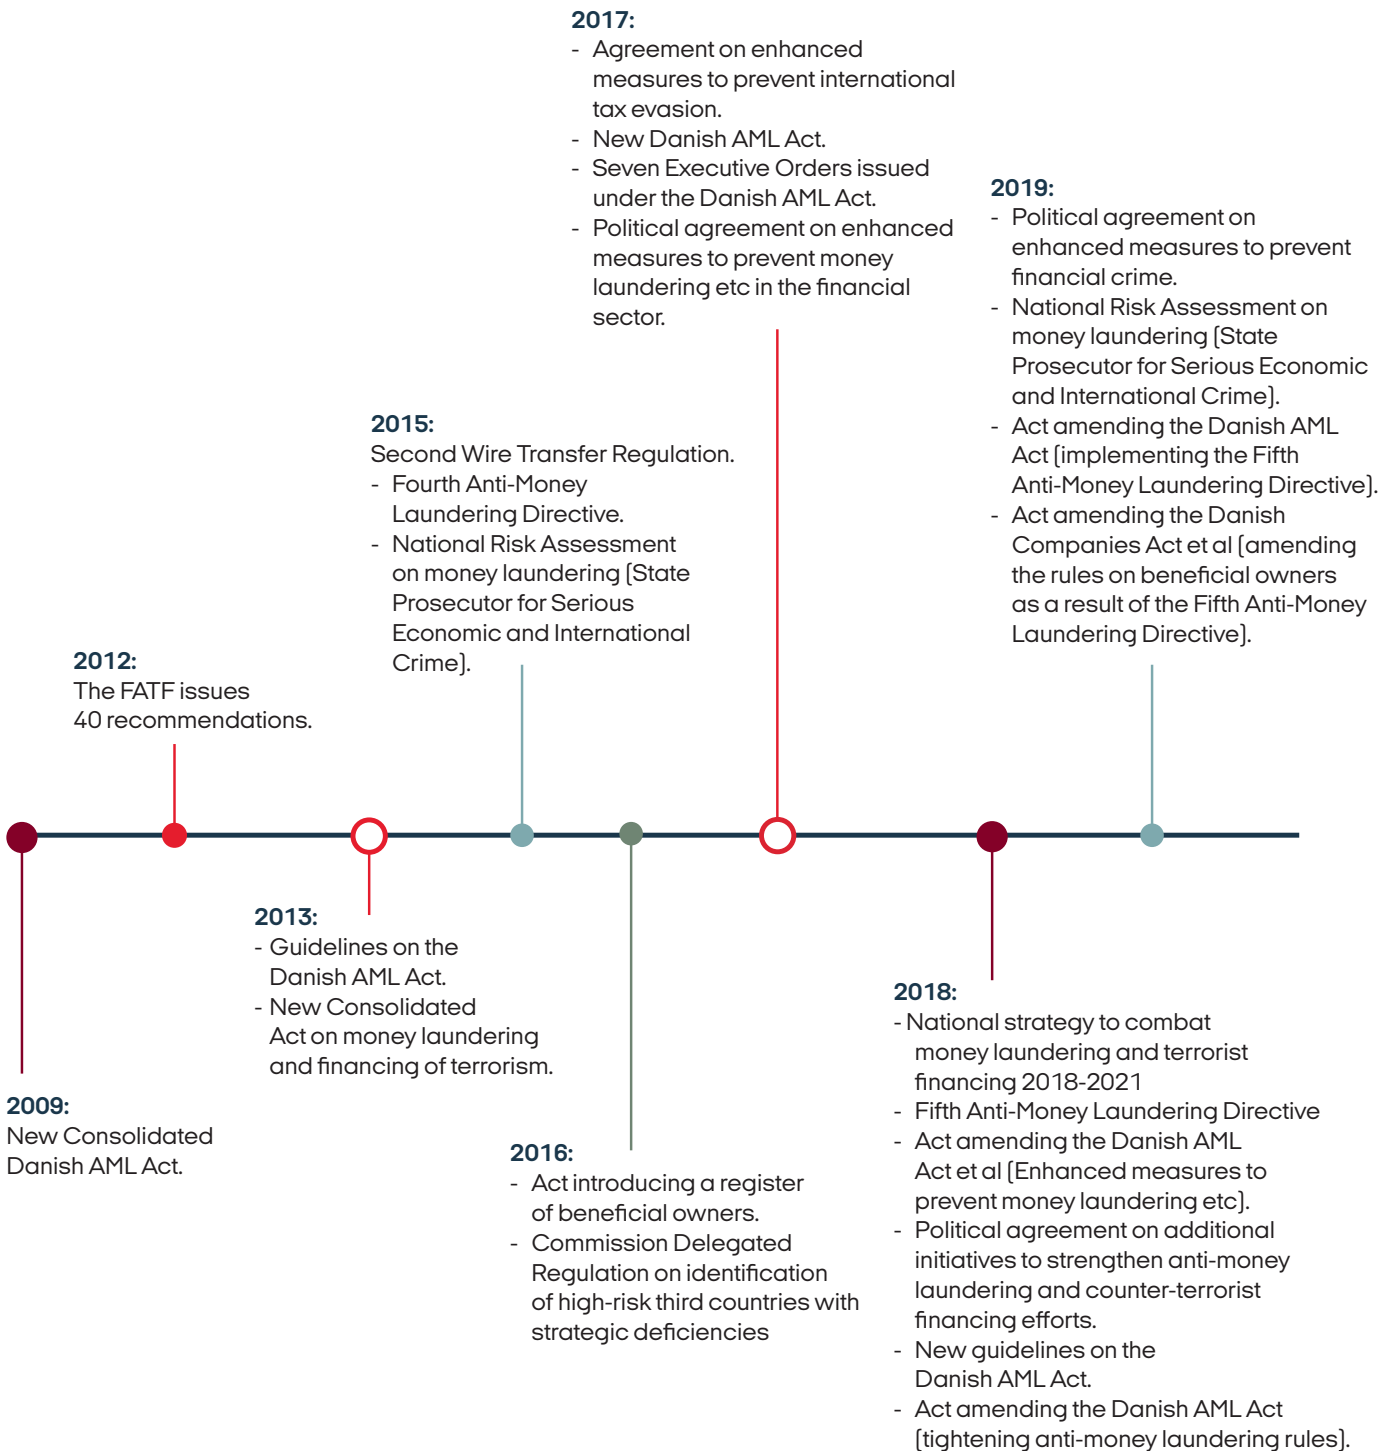 2017:
- Agreement on enhanced
measures to prevent international
tax evasion.
- New Danish AML Act.
- Seven Executive Orders issued
under the Danish AML Act.
- Political agreement on enhanced
measures to prevent money
laundering etc in the financial
sector.
2019:
- Political agreement on
enhanced measures to prevent
financial crime.
- National Risk Assessment on
money laundering (State
Prosecutor for Serious Economic
and International Crime).
- Act amending the Danish AML
Act (implementing the Fifth
Anti-Money Laundering Directive).
- Act amending the Danish
Companies Act et al (amending
the rules on beneficial owners
as a result of the Fifth Anti-Money
Laundering Directive).
2015:
Second Wire Transfer Regulation.
- Fourth Anti-Money
Laundering Directive.
- National Risk Assessment
on money laundering (State
Prosecutor for Serious
Economic and International
Crime).
2012:
The FATF issues
40 recommendations.
2013:
- Guidelines on the
Danish AML Act.
- New Consolidated
Act on money laundering
and financing of terrorism.
2009:
New Consolidated
Danish AML Act.
2016:
- Act introducing a register
of beneficial owners.
- Commission Delegated
Regulation on identification
of high-risk third countries with
strategic deficiencies
2018:
- National strategy to combat
money laundering and terrorist
financing 2018-2021
- Fifth Anti-Money Laundering Directive
- Act amending the Danish AML
Act et al (Enhanced measures to
prevent money laundering etc).
- Political agreement on additional
initiatives to strengthen anti-money
laundering and counter-terrorist
financing efforts.
- New guidelines on the
Danish AML Act.
- Act amending the Danish AML Act
(tightening anti-money laundering rules).